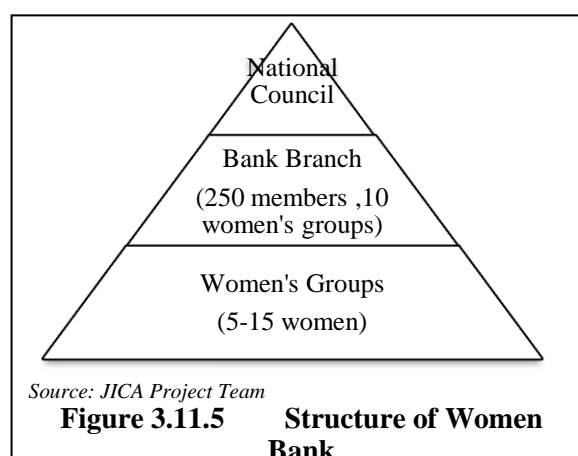 National
Council
Bank Branch
(250 members ,10
women's groups)
Women's Groups
(5-15 women)
Source: JICA Project Team
Figure 3.11.5 Structure of Women
Bank